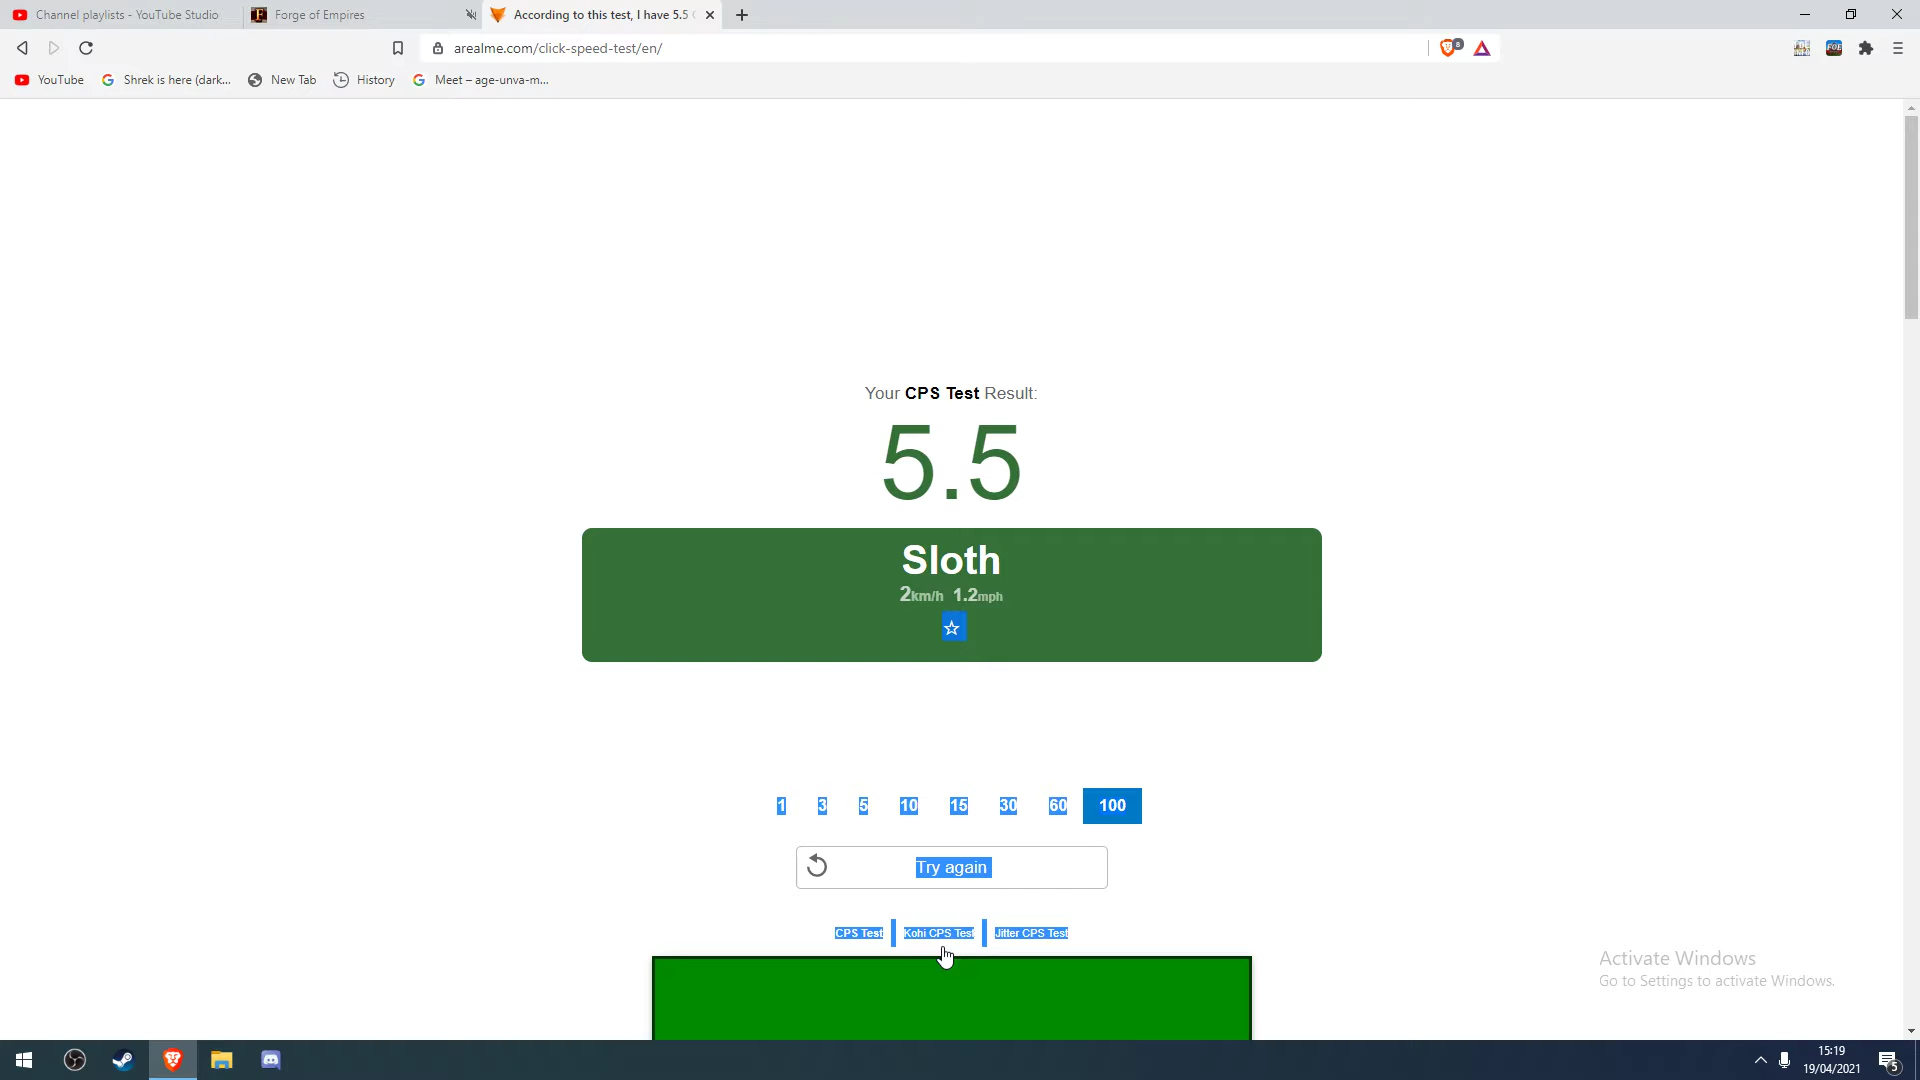 Channel playlists - YouTube Studio
Forge of Empires
According to this test, I have 5.5
arealme.com/click-speed-test/en/
8
FOE
YouTube
Shrek is here (dark...
New Tab
History
Meet – age-unva-m...
Your CPS Test Result:
5.5
Sloth
2km/h 1.2mph
1 3 5 10 15 30 60 100
Try again
CPS Test Kohi CPS Test Jitter CPS Test
Activate Windows
Go to Settings to activate Windows.
15:19
19/04/2021
5